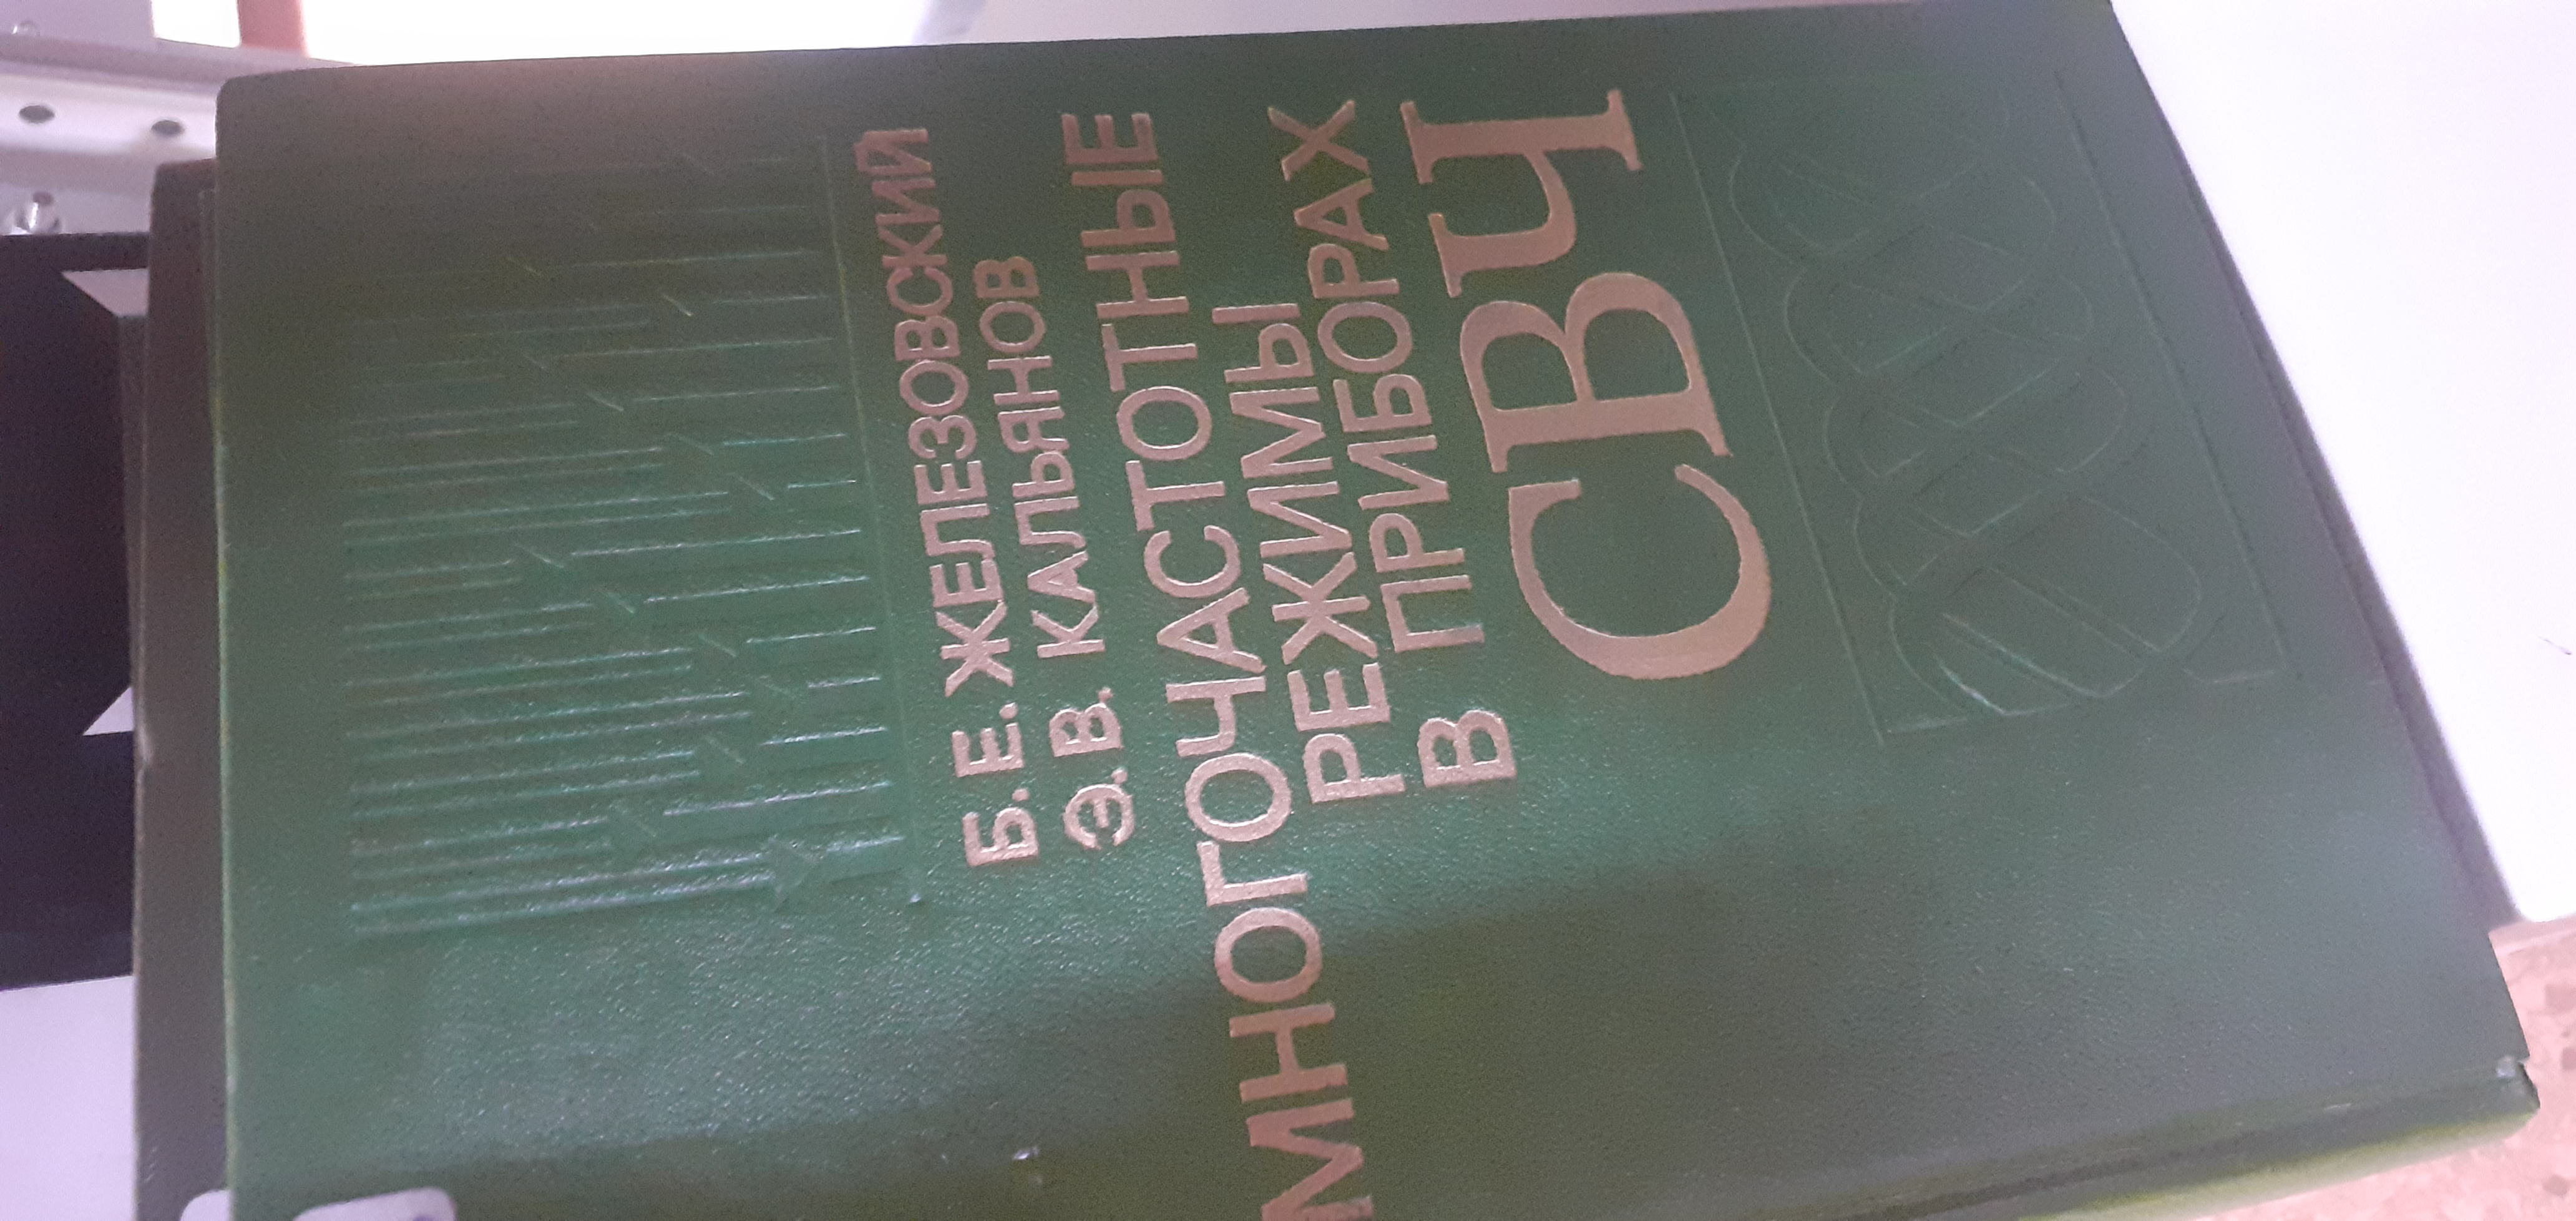 Б. Е. ЖЕЛЕЗОВСКИЙ
Э. В. КАЛЬЯНОВ
МНОГОЧАСТОТНЫЕ
РЕЖИМЫ
В ПРИБОРАХ
СВЧ